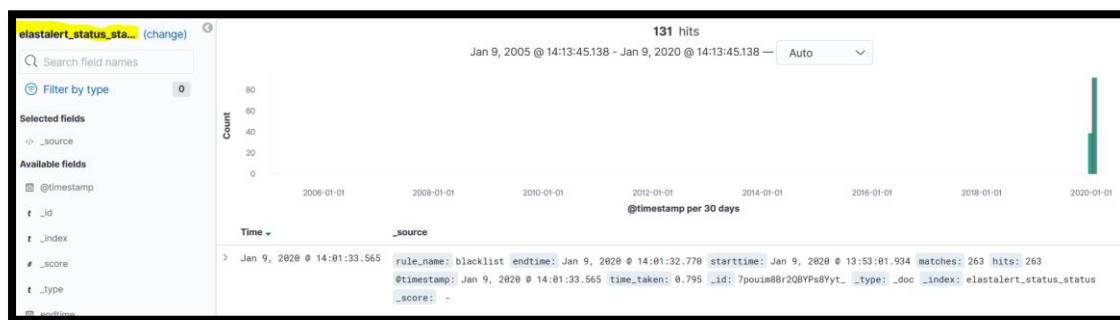 elastalert_status_sta... (change)
Search field names
Filter by type 0
Selected fields
</> _source
Available fields
@timestamp
t _id
t _index
# _score
t _type
endtime
131 hits
Jan 9, 2005 @ 14:13:45.138 - Jan 9, 2020 @ 14:13:45.138 — Auto
Count
80
60
40
20
0
2006-01-01 2008-01-01 2010-01-01 2012-01-01 2014-01-01 2016-01-01 2018-01-01 2020-01-01
@timestamp per 30 days
Time _source
> Jan 9, 2020 @ 14:01:33.565 rule_name: blacklist endtime: Jan 9, 2020 @ 14:01:32.770 starttime: Jan 9, 2020 @ 13:53:01.934 matches: 263 hits: 263
@timestamp: Jan 9, 2020 @ 14:01:33.565 time_taken: 0.795 _id: 7pouim8Br2QBYPs8Yyt_ _type: _doc _index: elastalert_status_status
_score: -